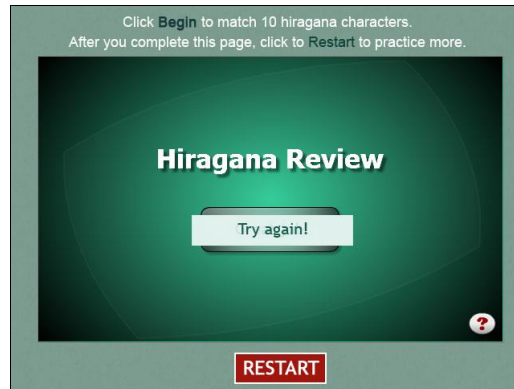 Click Begin to match 10 hiragana characters.
After you complete this page, click to Restart to practice more.
Hiragana Review
Try again!
?
RESTART